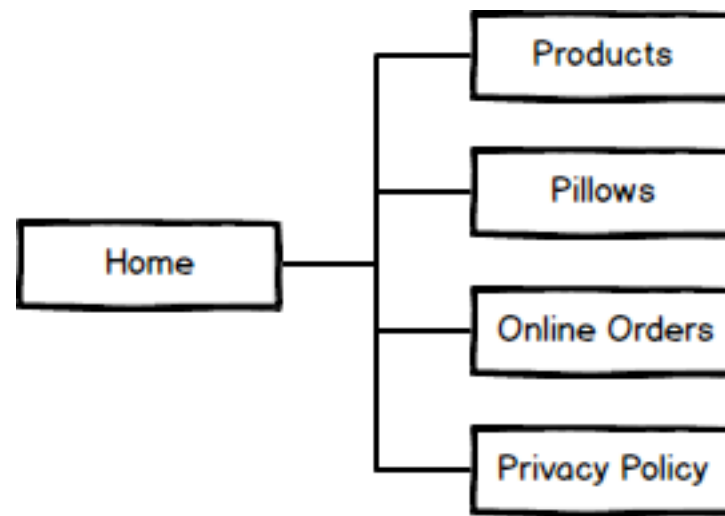 Products
Pillows
Home
Online Orders
Privacy Policy